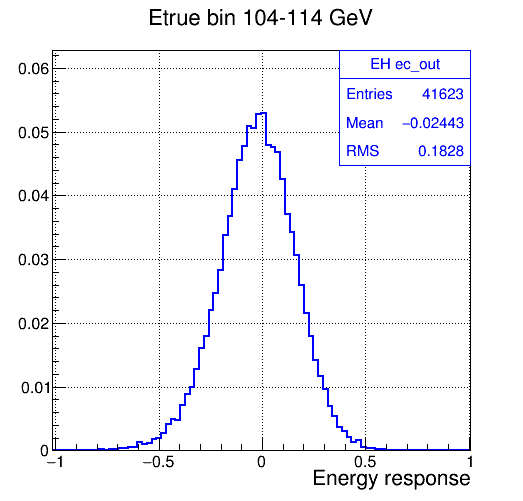 Etrue bin 104-114 GeV
EH ec_out
Entries 41623
Mean −0.02443
RMS 0.1828
0.06
0.05
0.04
0.03
0.02
0.01
0
−1 −0.5 0 0.5 1
Energy response